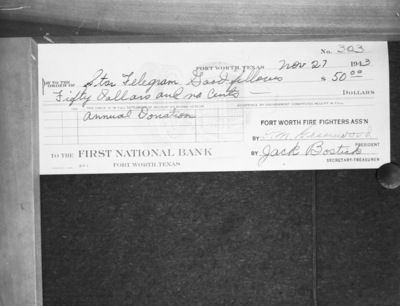 No. 303
FORT WORTH, TEXAS Nov 27 1943
PAY TO THE ORDER OF Star Telegram Goodfellows $ 50.00
Fifty Dollars and no Cents DOLLARS
Annual Donation
FORT WORTH FIRE FIGHTERS ASS'N
BY
PRESIDENT
TO THE FIRST NATIONAL BANK
BY Jack Bostick
FORT WORTH, TEXAS
SECRETARY-TREASURER